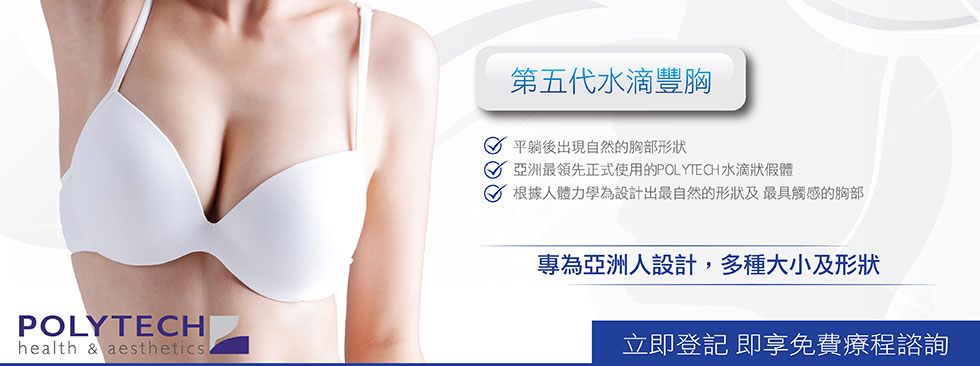 第五代水滴豐胸
平躺後出現自然的胸部形狀
亞洲最領先正式使用的POLYTECH水滴狀假體
根據人體力學為設計出最自然的形狀及 最具觸感的胸部
專為亞洲人設計，多種大小及形狀
POLYTECH
health & aesthetics
立即登記 即享免費療程諮詢